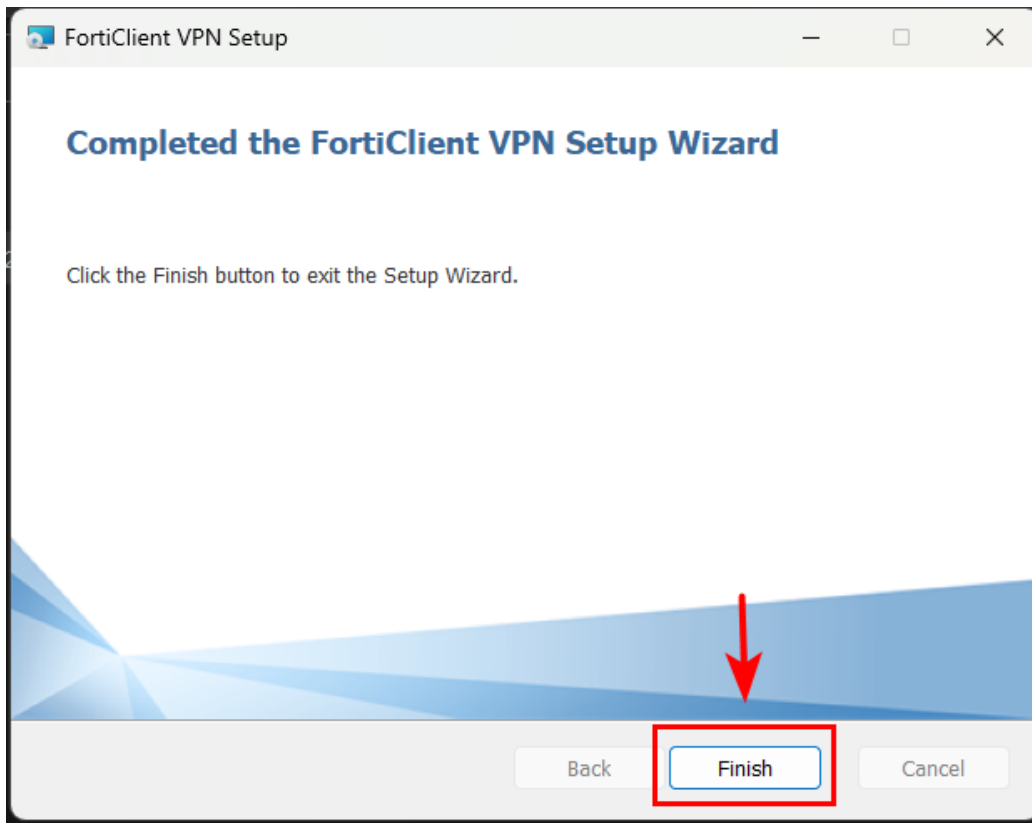 FortiClient VPN Setup
Completed the FortiClient VPN Setup Wizard
Click the Finish button to exit the Setup Wizard.
Back
Finish
Cancel